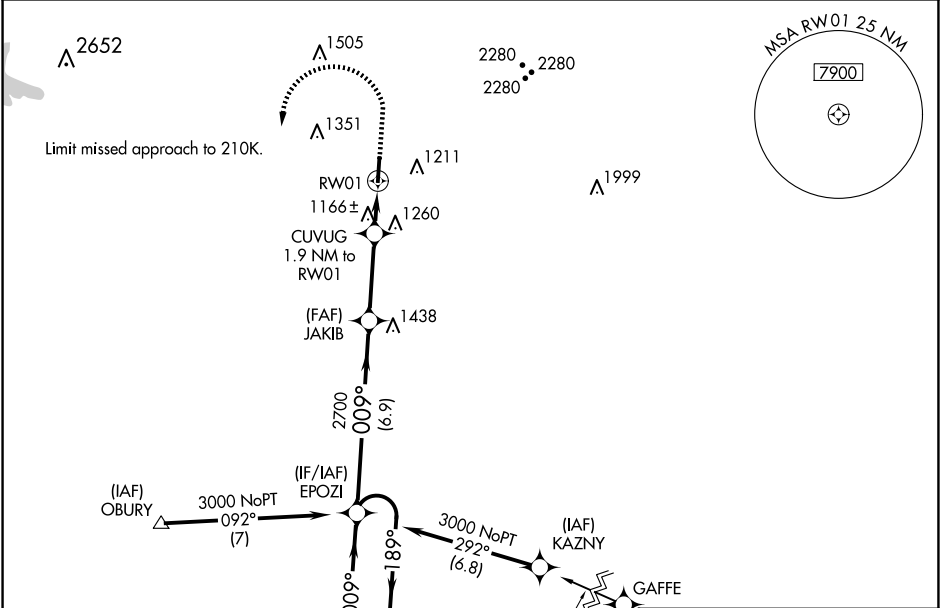 2652
1505
2280
2280
2280
MSA RW01 25 NM
7900
Limit missed approach to 210K.
1351
1211
1999
RW01
1166±
1260
CUVUG
1.9 NM to
RW01
(FAF)
JAKIB
1438
2700
009°
(6.9)
(IF/IAF)
EPOZI
(IAF)
OBURY
3000 NoPT
092°
(7)
189°
009°
3000 NoPT
292°
(6.8)
(IAF)
KAZNY
GAFFE